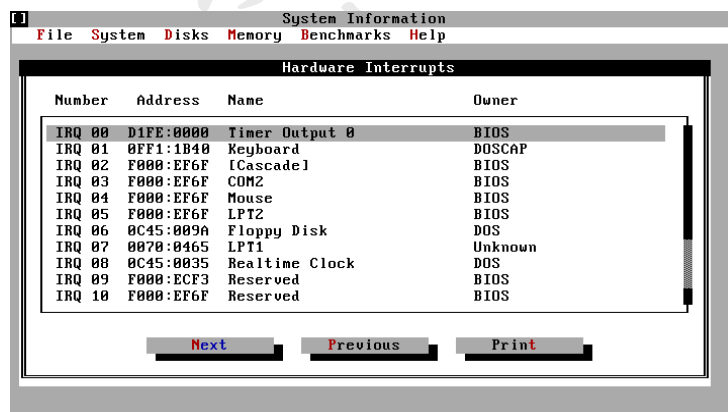 [] System Information
File System Disks Memory Benchmarks Help
Hardware Interrupts
Number Address Name Owner
IRQ 00 D1FE:0000 Timer Output 0 BIOS
IRQ 01 0FF1:1B40 Keyboard DOSCAP
IRQ 02 F000:EF6F [Cascade] BIOS
IRQ 03 F000:EF6F COM2 BIOS
IRQ 04 F000:EF6F Mouse BIOS
IRQ 05 F000:EF6F LPT2 BIOS
IRQ 06 0C45:009A Floppy Disk DOS
IRQ 07 0070:0465 LPT1 Unknown
IRQ 08 0C45:0035 Realtime Clock DOS
IRQ 09 F000:ECF3 Reserved BIOS
IRQ 10 F000:EF6F Reserved BIOS
Next Previous Print